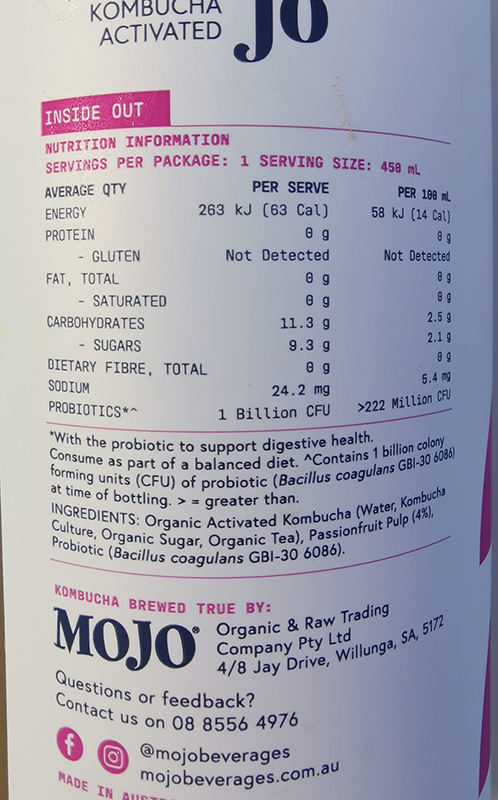 KOMBUCHA
ACTIVATED
JO
INSIDE OUT
NUTRITION INFORMATION
SERVINGS PER PACKAGE: 1 SERVING SIZE: 450 mL
AVERAGE QTY PER SERVE PER 100 mL
ENERGY 263 kJ (63 Cal) 58 kJ (14 Cal)
PROTEIN 0 g 0 g
- GLUTEN Not Detected Not Detected
FAT, TOTAL 0 g 0 g
- SATURATED 0 g 0 g
CARBOHYDRATES 11.3 g 2.5 g
- SUGARS 9.3 g 2.1 g
DIETARY FIBRE, TOTAL 0 g 0 g
SODIUM 24.2 mg 5.4 mg
PROBIOTICS*^ 1 Billion CFU >222 Million CFU
*With the probiotic to support digestive health.
Consume as part of a balanced diet. ^Contains 1 billion colony
forming units (CFU) of probiotic (Bacillus coagulans GBI-30 6086)
at time of bottling. > = greater than.
INGREDIENTS: Organic Activated Kombucha (Water, Kombucha
Culture, Organic Sugar, Organic Tea), Passionfruit Pulp (4%),
Probiotic (Bacillus coagulans GBI-30 6086).
KOMBUCHA BREWED TRUE BY:
MOJO® Organic & Raw Trading
Company Pty Ltd
4/8 Jay Drive, Willunga, SA, 5172
Questions or feedback?
Contact us on 08 8556 4976
@mojobeverages
mojobeverages.com.au
MADE IN